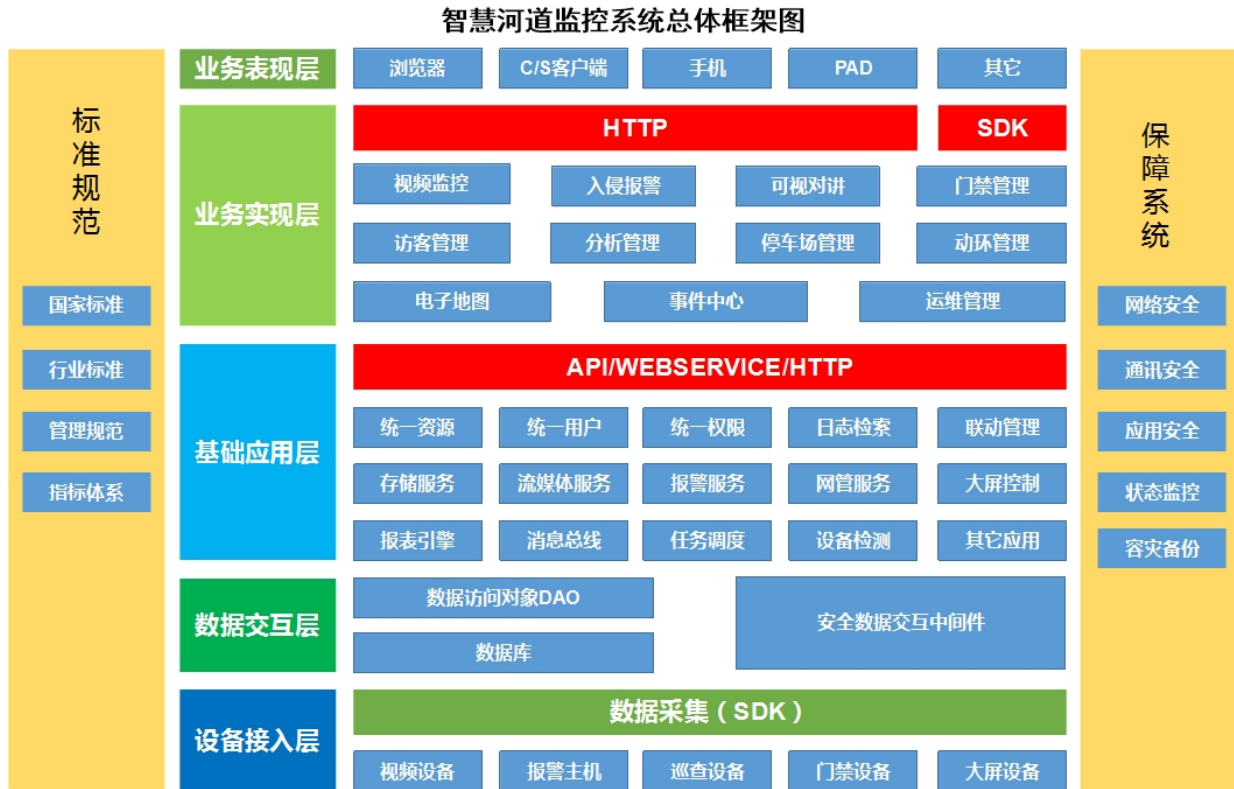 智慧河道监控系统总体框架图
标准规范
国家标准
行业标准
管理规范
指标体系
业务表现层
浏览器
C/S客户端
手机
PAD
其它
业务实现层
HTTP
SDK
视频监控
入侵报警
可视对讲
门禁管理
访客管理
分析管理
停车场管理
动环管理
电子地图
事件中心
运维管理
基础应用层
API/WEBSERVICE/HTTP
统一资源
统一用户
统一权限
日志检索
联动管理
存储服务
流媒体服务
报警服务
网管服务
大屏控制
报表引擎
消息总线
任务调度
设备检测
其它应用
数据交互层
数据访问对象DAO
数据库
安全数据交互中间件
设备接入层
数据采集（SDK）
视频设备
报警主机
巡查设备
门禁设备
大屏设备
保障系统
网络安全
通讯安全
应用安全
状态监控
容灾备份